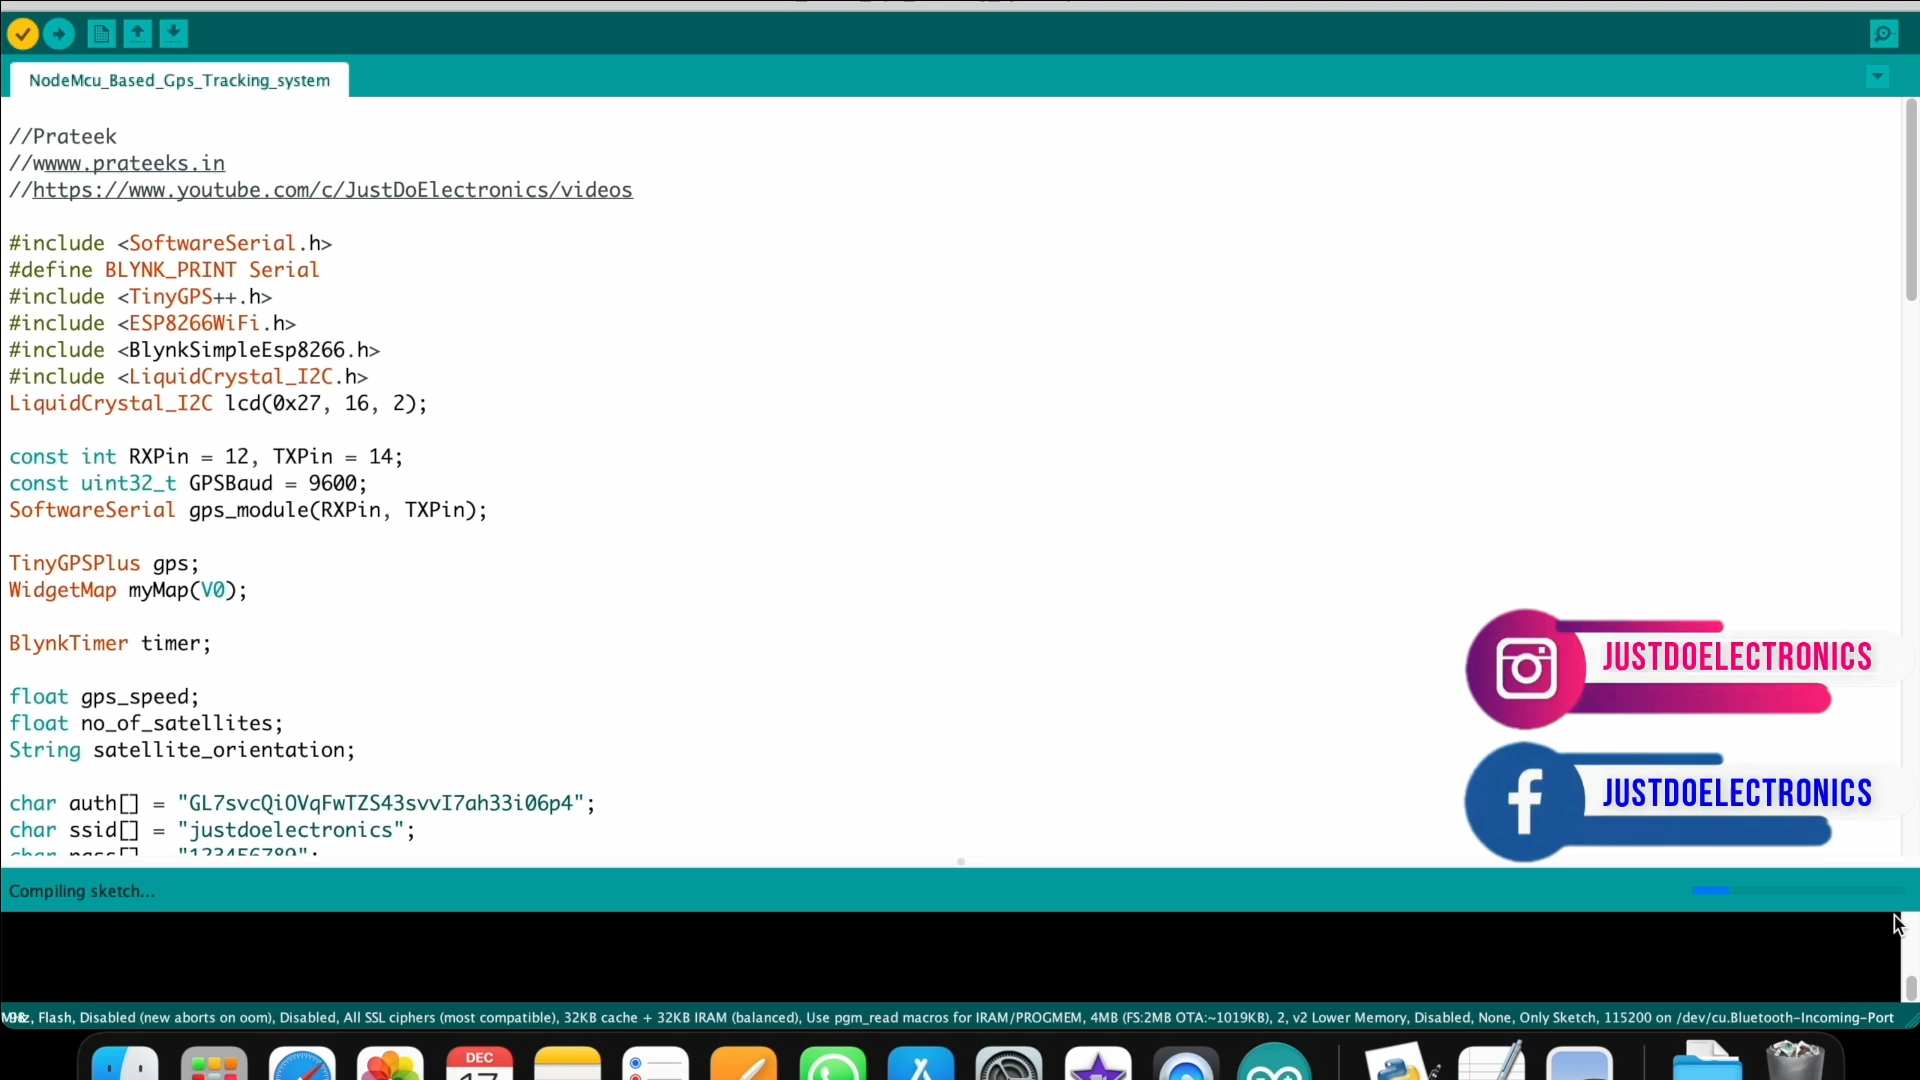 NodeMcu_Based_Gps_Tracking_system
//Prateek
//wwww.prateeks.in
//https://www.youtube.com/c/JustDoElectronics/videos
#include <SoftwareSerial.h>
#define BLYNK_PRINT Serial
#include <TinyGPS++.h>
#include <ESP8266WiFi.h>
#include <BlynkSimpleEsp8266.h>
#include <LiquidCrystal_I2C.h>
LiquidCrystal_I2C lcd(0x27, 16, 2);
const int RXPin = 12, TXPin = 14;
const uint32_t GPSBaud = 9600;
SoftwareSerial gps_module(RXPin, TXPin);
TinyGPSPlus gps;
WidgetMap myMap(V0);
BlynkTimer timer;
float gps_speed;
float no_of_satellites;
String satellite_orientation;
char auth[] = "GL7svcQiOVqFwTZS43svvI7ah33i06p4";
char ssid[] = "justdoelectronics";
char pass[] = "123456789";
JUSTDOELECTRONICS
JUSTDOELECTRONICS
Compiling sketch...
Flash, Disabled (new aborts on oom), Disabled, All SSL ciphers (most compatible), 32KB cache + 32KB IRAM (balanced), Use pgm_read macros for IRAM/PROGMEM, 4MB (FS:2MB OTA:~1019KB), 2, v2 Lower Memory, Disabled, None, Only Sketch, 115200 on /dev/cu.Bluetooth-Incoming-Port
DEC
17